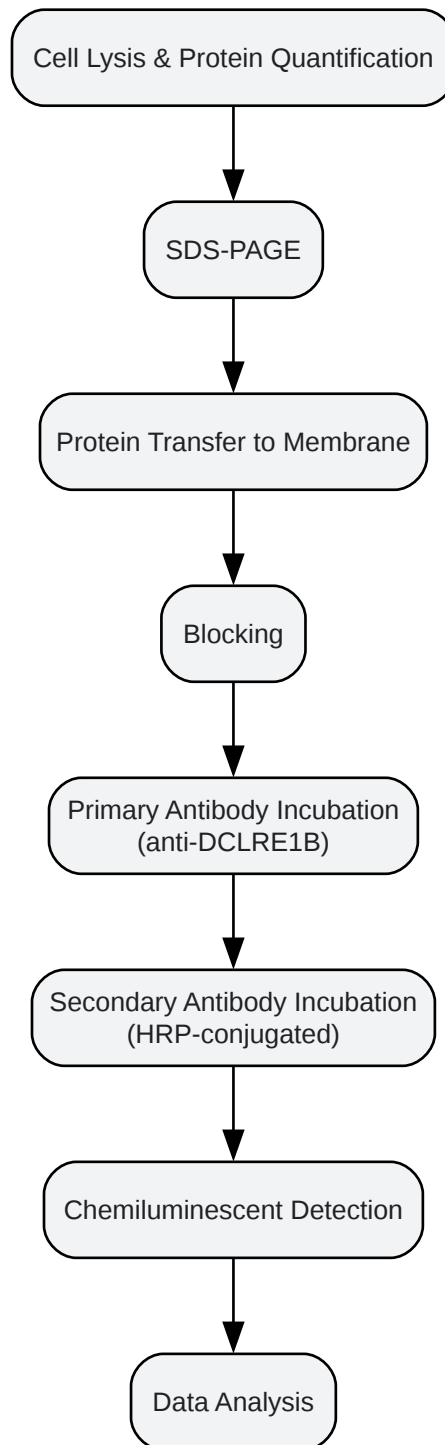 Cell Lysis & Protein Quantification
SDS-PAGE
Protein Transfer to Membrane
Blocking
Primary Antibody Incubation
(anti-DCLRE1B)
Secondary Antibody Incubation
(HRP-conjugated)
Chemiluminescent Detection
Data Analysis